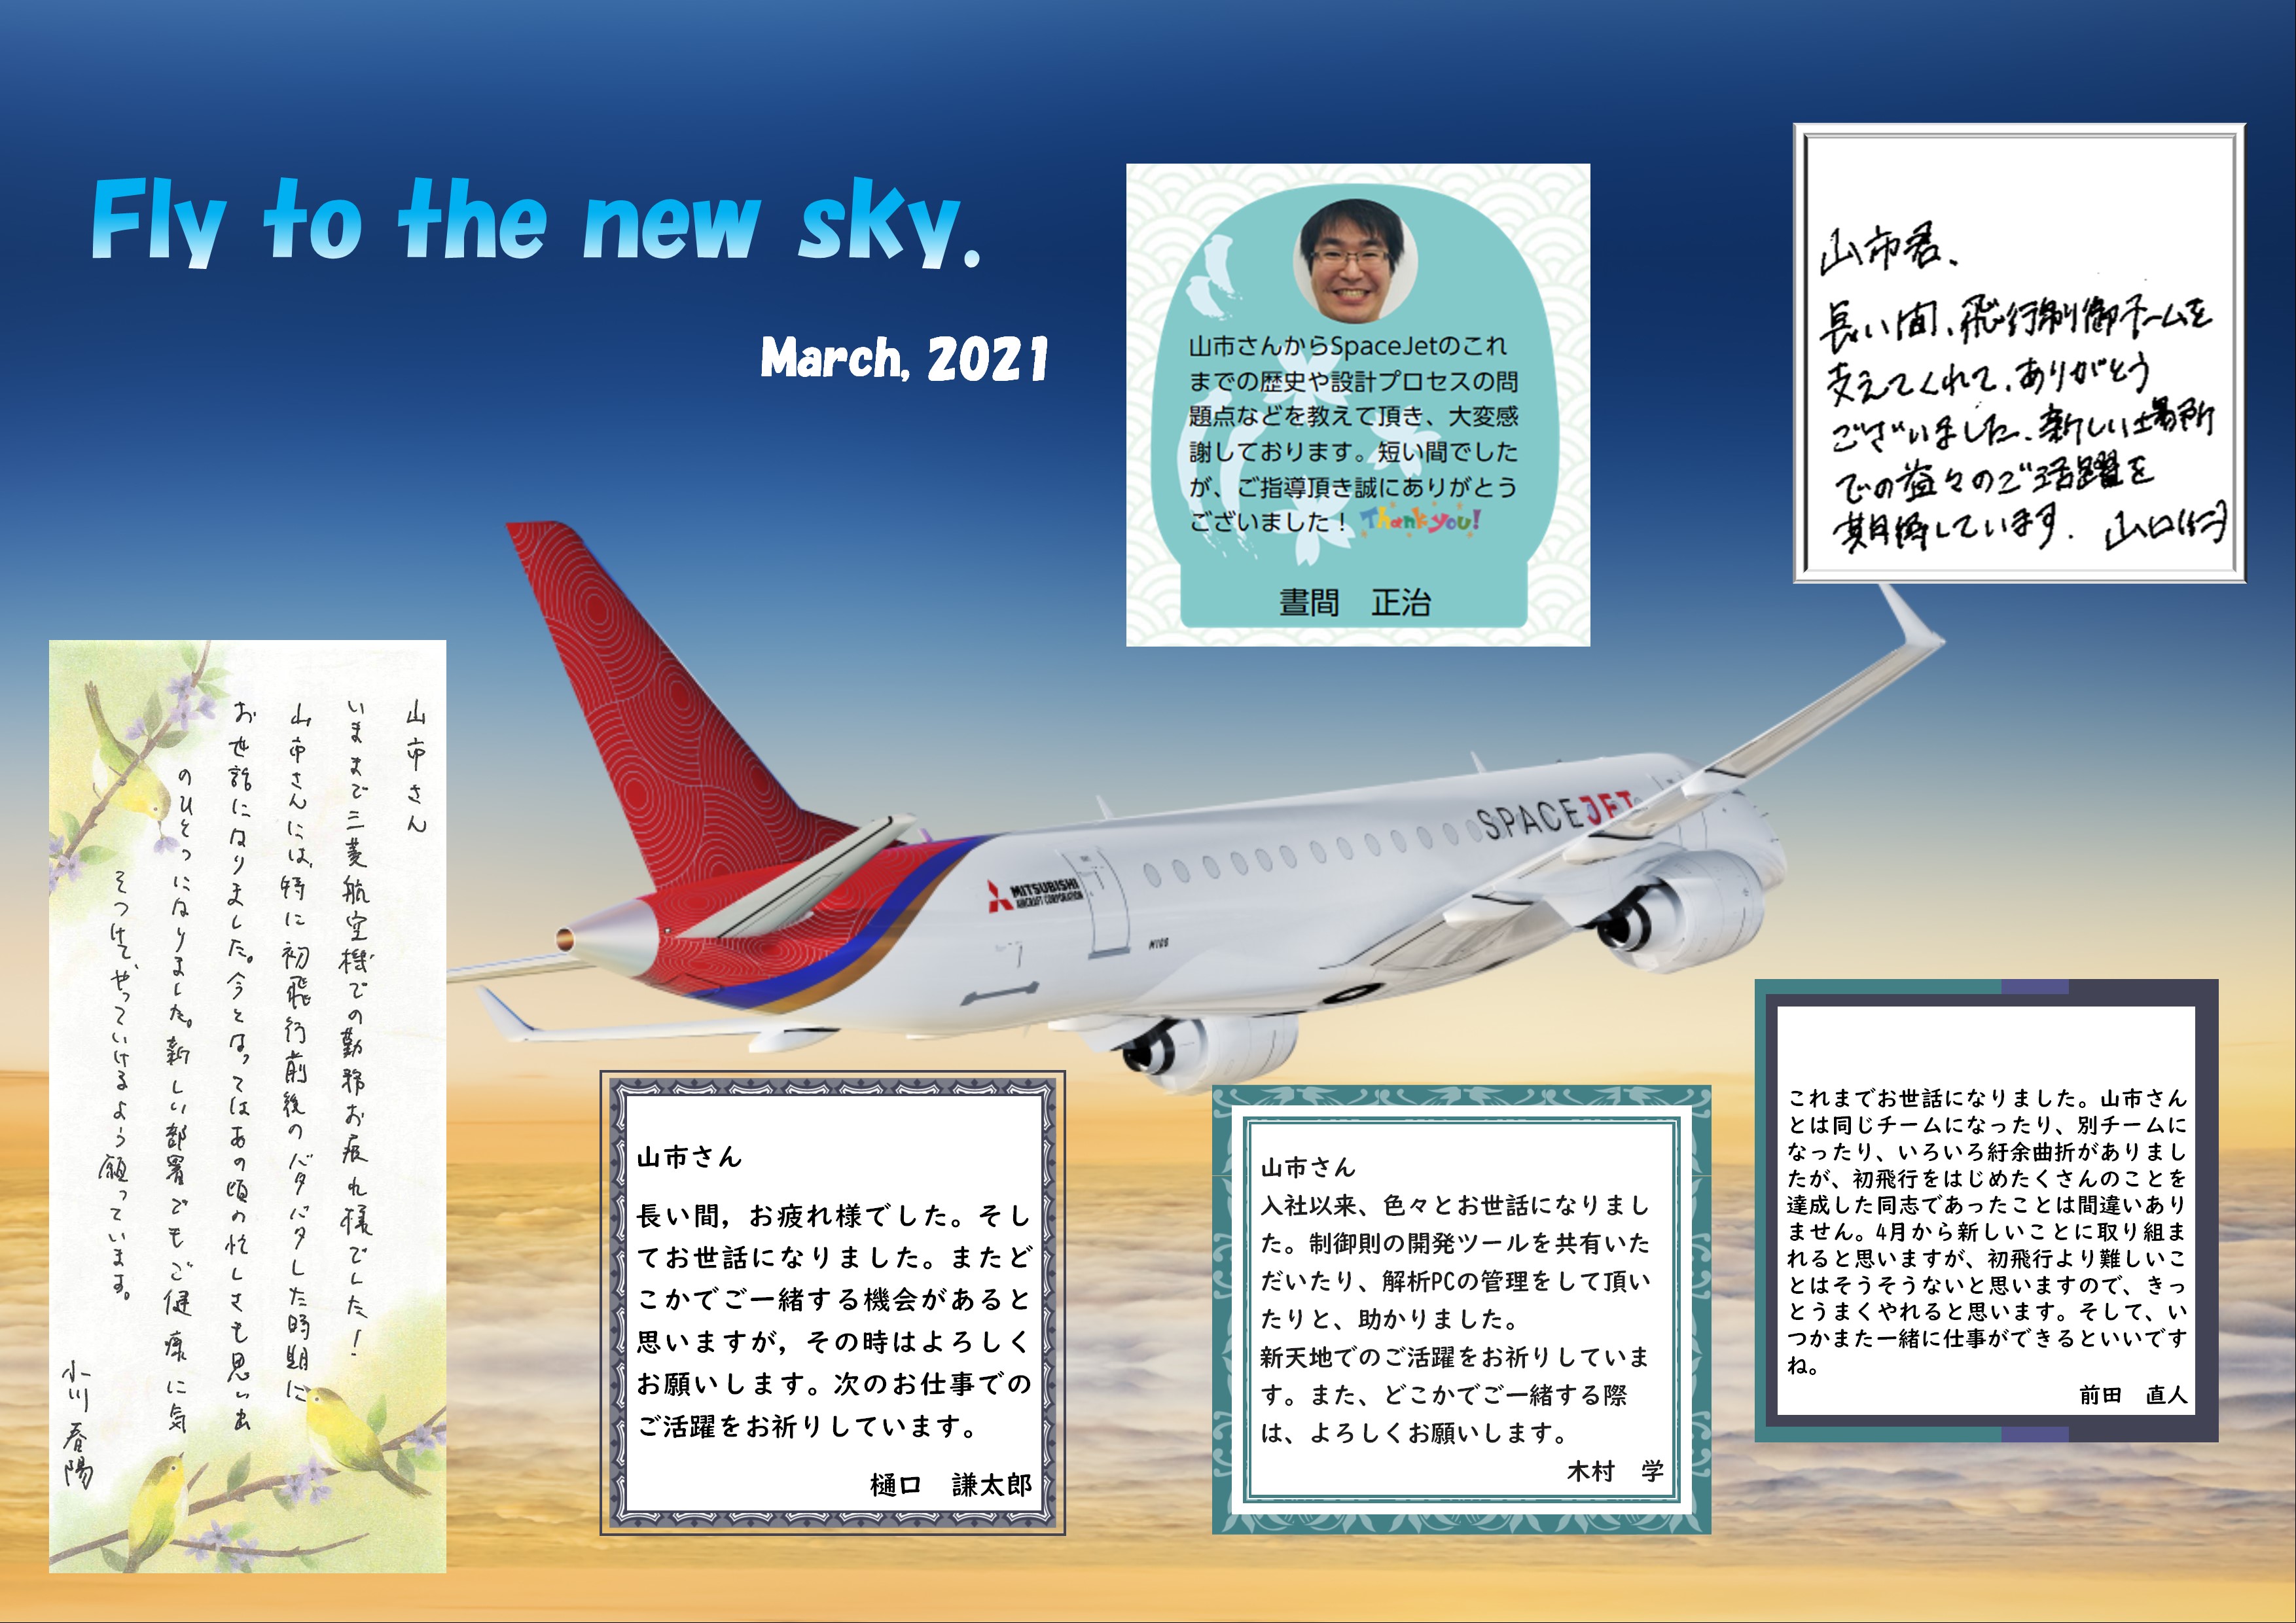 Fly to the new sky.
March, 2021
山市さんからSpaceJetのこれ
までの歴史や設計プロセスの問
題点などを教えて頂き、大変感
謝しております。短い間でした
が、ご指導頂き誠にありがとう
ございました！ Thank you!
晝間　正治
山市君、
長い間、飛行制御チームを
支えてくれて、ありがとう
ございました、新しい場所
での益々のご活躍を
期待しています. 山口(仁)
山市さん
いままで三菱航空機での勤務お疲れ様でした！
山市さんには、特に初飛行前後のバタバタした時期に
お世話になりました。今となってはあの頃の忙しさも思い出
のひとつになりました。新しい部署でもご健康に気
をつけて、やっていけるよう願っています。
小川 春陽
SPACEJET
MITSUBISHI
AIRCRAFT CORPORATION
山市さん
長い間，お疲れ様でした。そし
てお世話になりました。またど
こかでご一緒する機会があると
思いますが，その時はよろしく
お願いします。次のお仕事での
ご活躍をお祈りしています。
樋口　謙太郎
山市さん
入社以来、色々とお世話になりまし
た。制御則の開発ツールを共有いた
だいたり、解析PCの管理をして頂い
たりと、助かりました。
新天地でのご活躍をお祈りしていま
す。また、どこかでご一緒する際
は、よろしくお願いします。
木村　学
これまでお世話になりました。山市さん
とは同じチームになったり、別チームに
なったり、いろいろ紆余曲折がありまし
たが、初飛行をはじめたくさんのことを
達成した同志であったことは間違いあり
ません。4月から新しいことに取り組ま
れると思いますが、初飛行より難しいこ
とはそうそうないと思いますので、きっ
とうまくやれると思います。そして、い
つかまた一緒に仕事ができるといいです
ね。
前田　直人